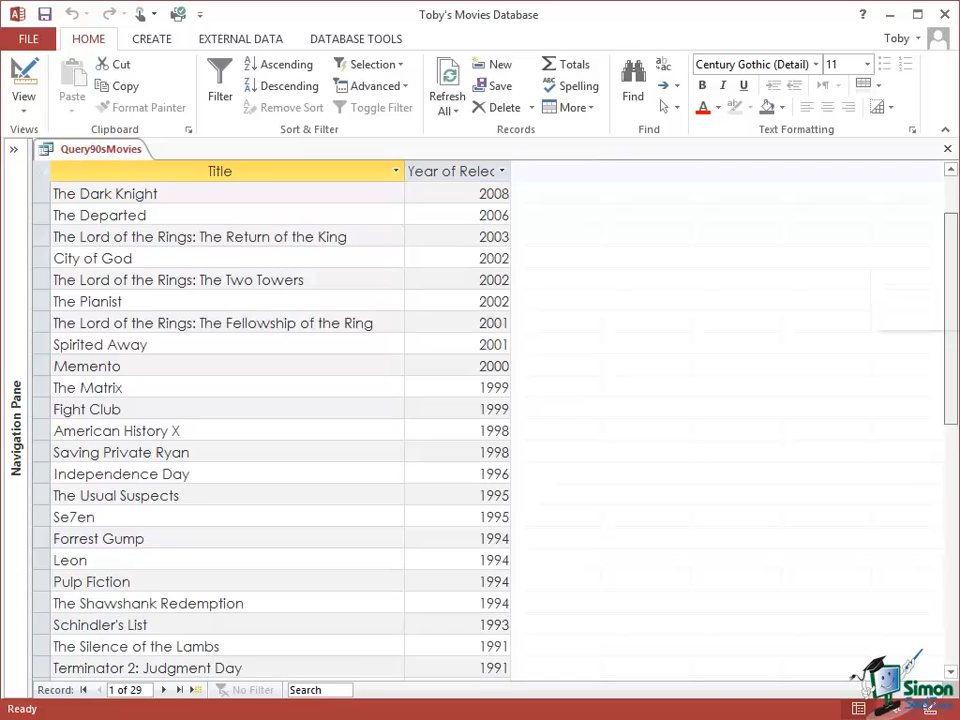 Toby's Movies Database
?
FILE HOME CREATE EXTERNAL DATA DATABASE TOOLS Toby
View
Views
Paste
Cut
Copy
Format Painter
Clipboard
Filter
Ascending
Descending
Remove Sort
Selection
Advanced
Toggle Filter
Sort & Filter
Refresh
All
New
Save
Delete
Totals
Spelling
More
Records
Find
Find
Century Gothic (Detail) 11
B I U
A
Text Formatting
Query90sMovies
Navigation Pane
Title Year of Relea
The Dark Knight 2008
The Departed 2006
The Lord of the Rings: The Return of the King 2003
City of God 2002
The Lord of the Rings: The Two Towers 2002
The Pianist 2002
The Lord of the Rings: The Fellowship of the Ring 2001
Spirited Away 2001
Memento 2000
The Matrix 1999
Fight Club 1999
American History X 1998
Saving Private Ryan 1998
Independence Day 1996
The Usual Suspects 1995
Se7en 1995
Forrest Gump 1994
Leon 1994
Pulp Fiction 1994
The Shawshank Redemption 1994
Schindler's List 1993
The Silence of the Lambs 1991
Terminator 2: Judgment Day 1991
Record: 1 of 29 No Filter Search
Ready
Simon